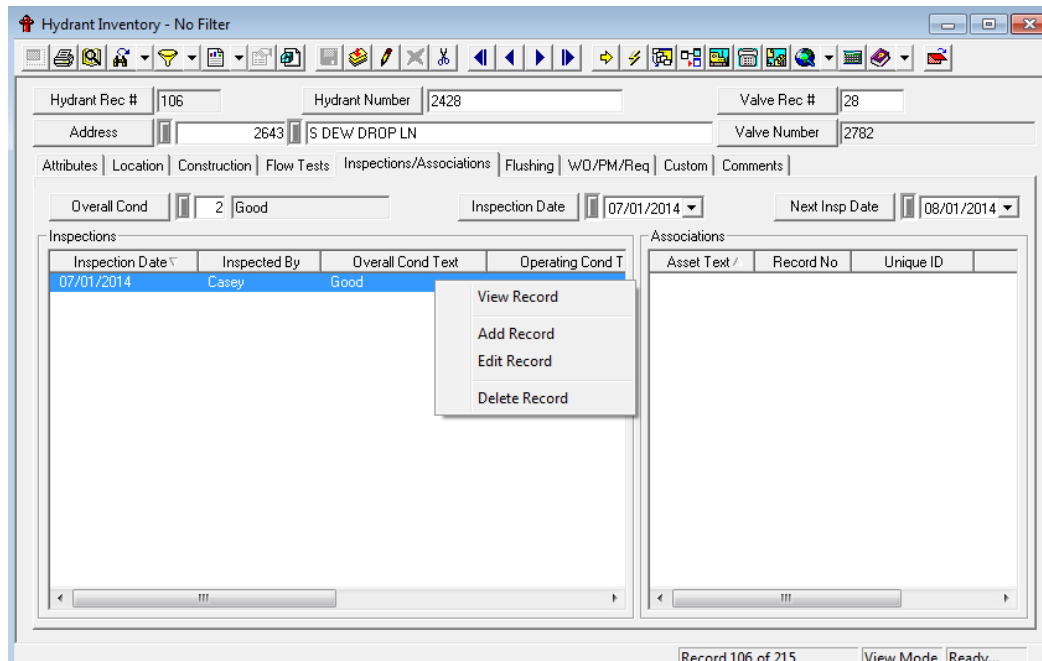 Hydrant Inventory - No Filter
Hydrant Rec # 106 Hydrant Number 2428 Valve Rec # 28
Address 2643 S DEW DROP LN Valve Number 2782
Attributes Location Construction Flow Tests Inspections/Associations Flushing WO/PM/Req Custom Comments
Overall Cond 2 Good Inspection Date 07/01/2014 Next Insp Date 08/01/2014
Inspections Associations
Inspection Date Inspected By Overall Cond Text Operating Cond T Asset Text Record No Unique ID
07/01/2014 Casey Good
View Record
Add Record
Edit Record
Delete Record
Record 106 of 215 View Mode Ready...